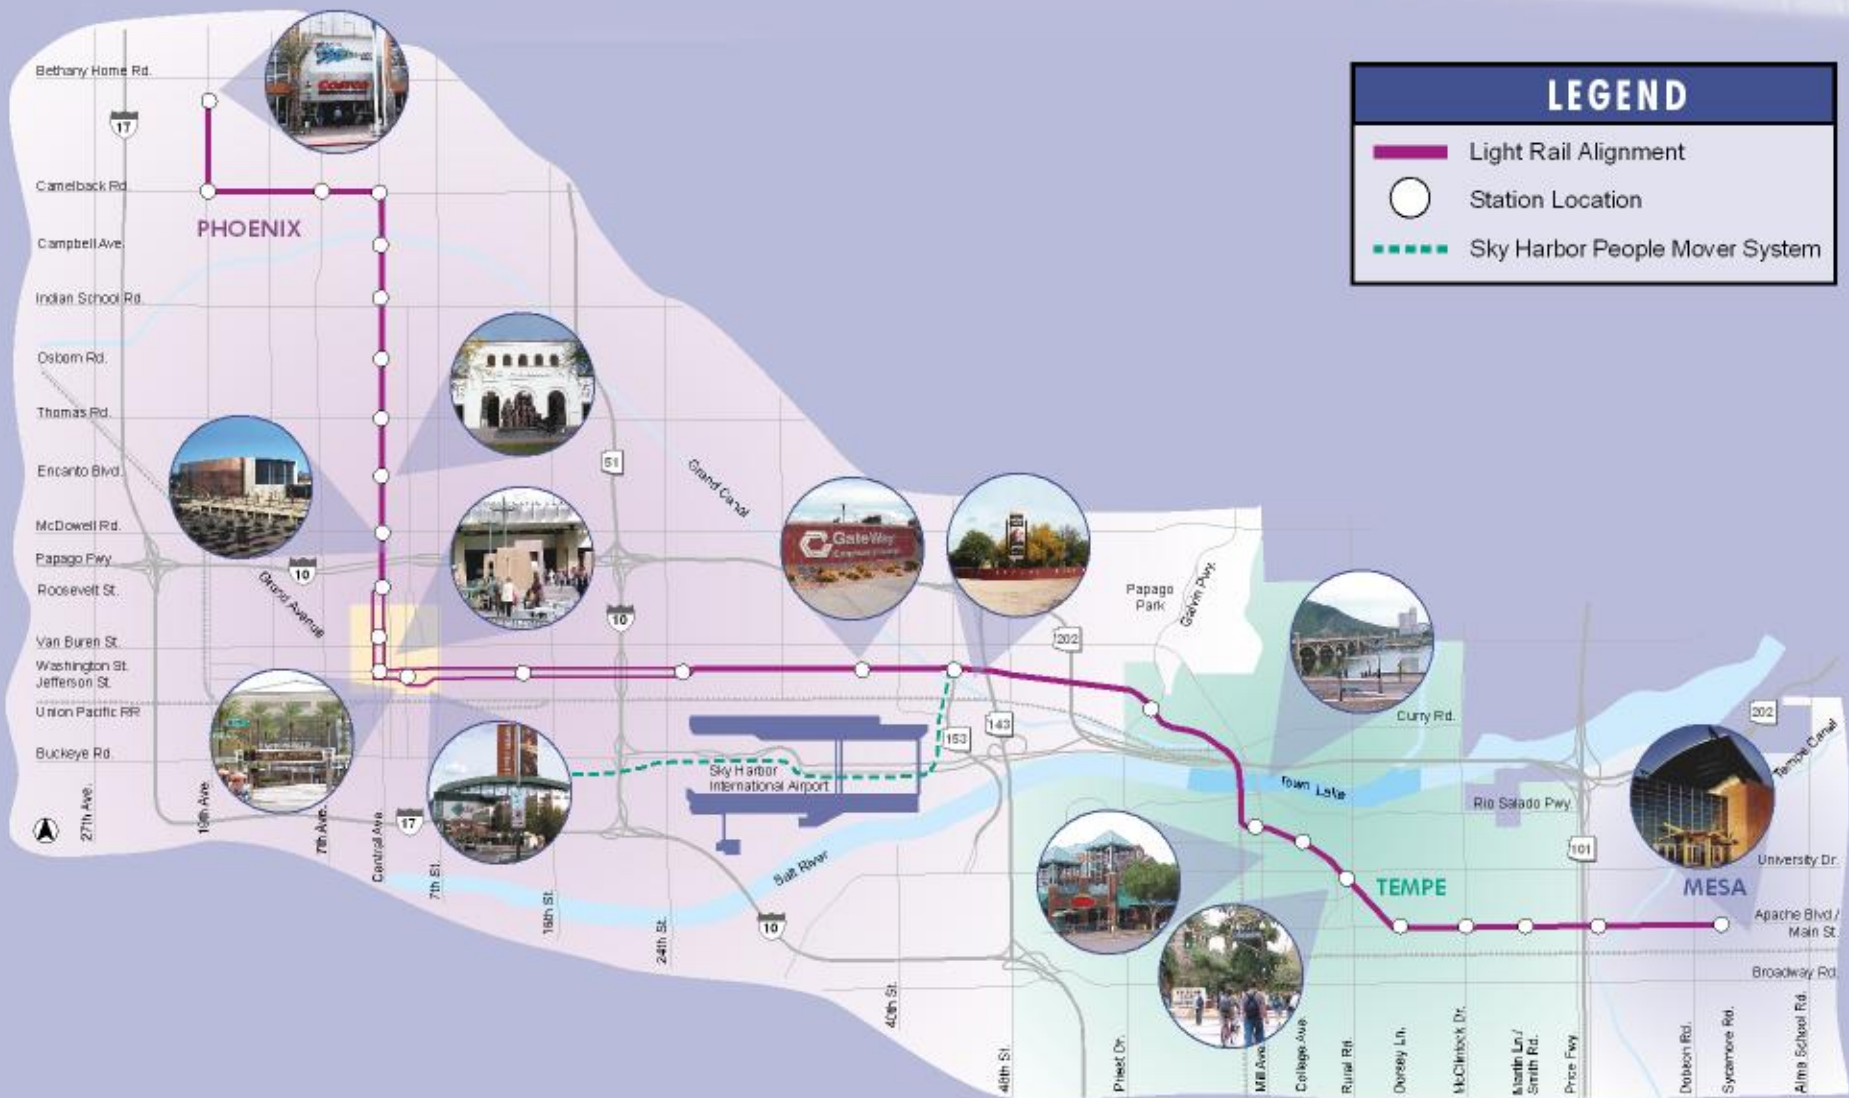 LEGEND
Light Rail Alignment
Station Location
Sky Harbor People Mover System
Bethany Home Rd.
17
COSTCO
Camelback Rd.
PHOENIX
Campbell Ave.
Indian School Rd.
Osborn Rd.
Thomas Rd.
Encanto Blvd.
51
Grand Canal
McDowell Rd.
GateWay
Papago Fwy
10
Roosevelt St.
Grand Avenue
10
Papago
Park
Galvin Pwy.
202
Van Buren St.
Washington St.
Jefferson St.
Union Pacific RR
Buckeye Rd.
143
153
Curry Rd.
202
Tempe Canal
Sky Harbor
International Airport
Town Lake
Rio Salado Pwy.
27th Ave.
19th Ave.
7th Ave.
Central Ave.
17
7th St.
16th St.
24th St.
Salt River
10
40th St.
48th St.
101
University Dr.
TEMPE
MESA
Apache Blvd /
Main St.
Broadway Rd.
Priest Dr.
Mill Ave.
College Ave.
Rural Rd.
Dorsey Ln.
McClintock Dr.
Martin Ln./
Smith Rd.
Price Fwy
Dobson Rd.
Sycamore Rd.
Alma School Rd.